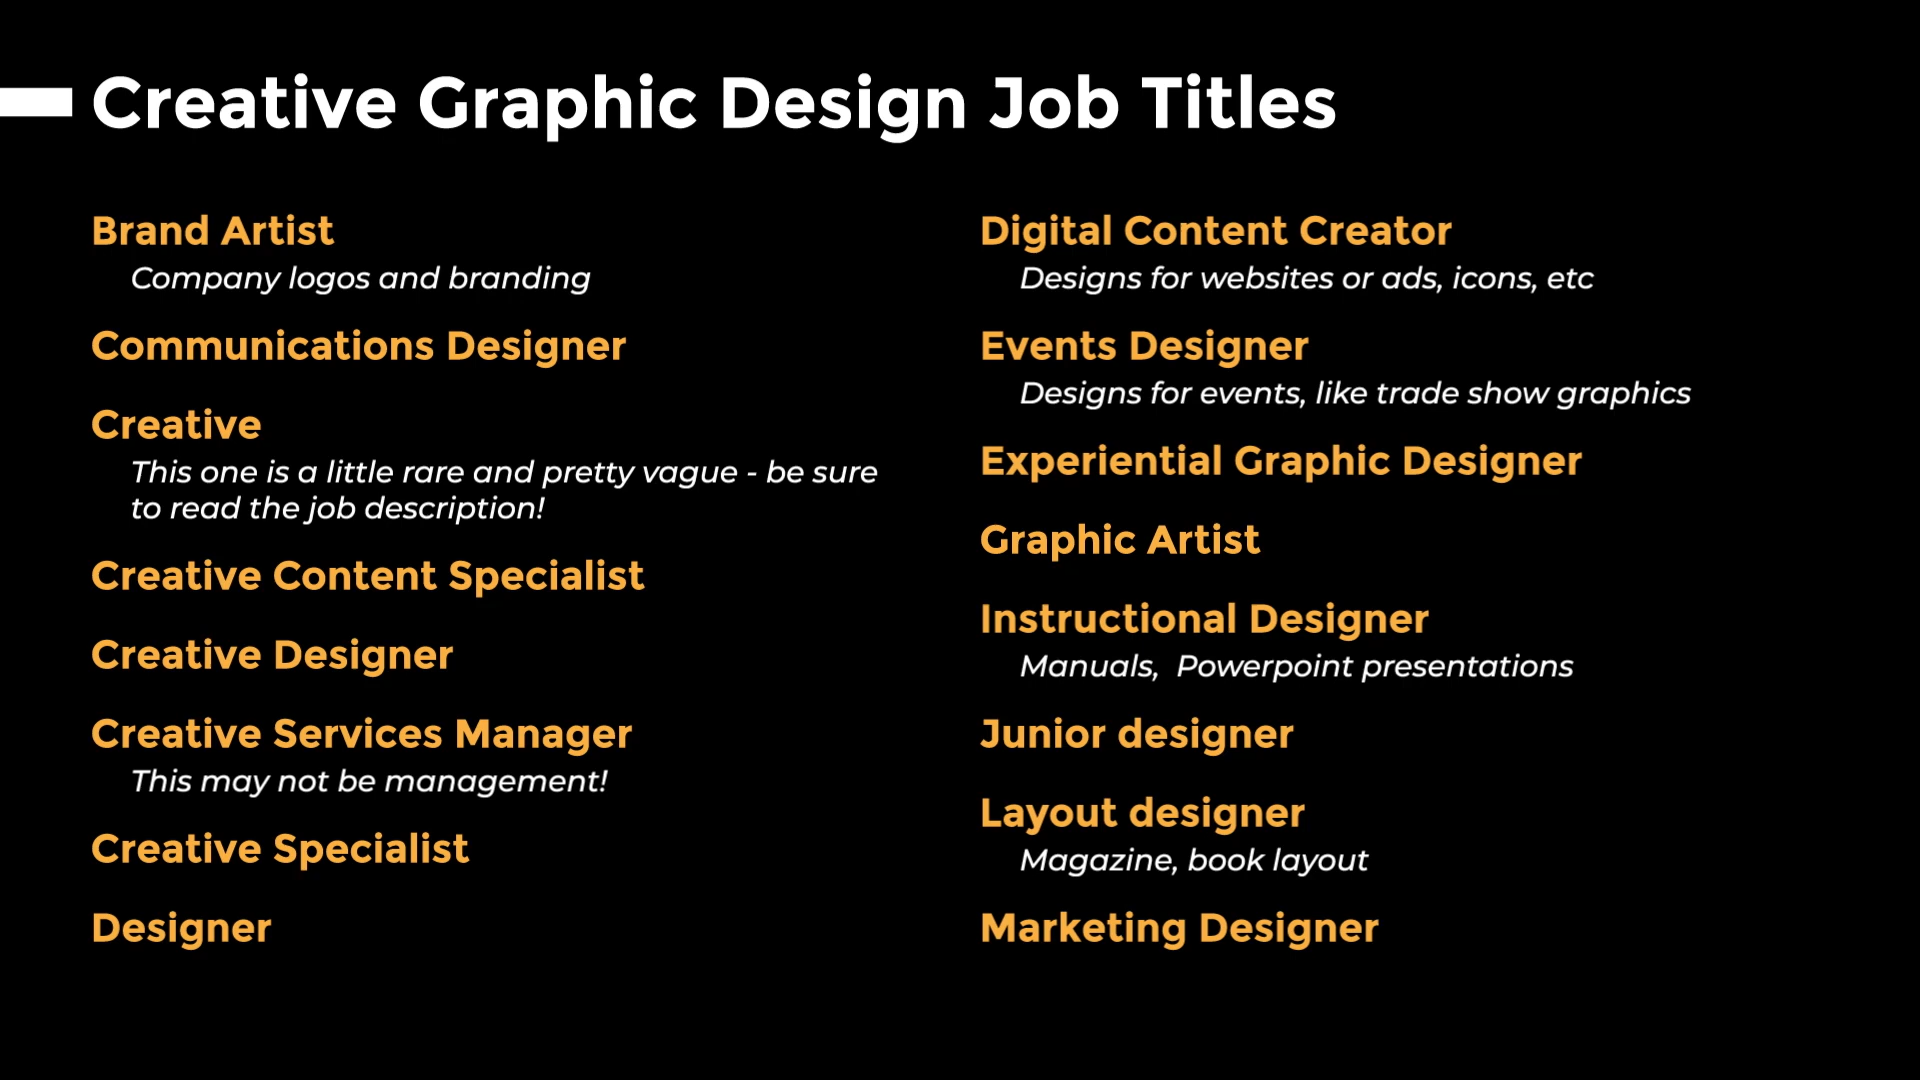 Creative Graphic Design Job Titles
Brand Artist
Company logos and branding
Communications Designer
Creative
This one is a little rare and pretty vague - be sure
to read the job description!
Creative Content Specialist
Creative Designer
Creative Services Manager
This may not be management!
Creative Specialist
Designer
Digital Content Creator
Designs for websites or ads, icons, etc
Events Designer
Designs for events, like trade show graphics
Experiential Graphic Designer
Graphic Artist
Instructional Designer
Manuals,  Powerpoint presentations
Junior designer
Layout designer
Magazine, book layout
Marketing Designer